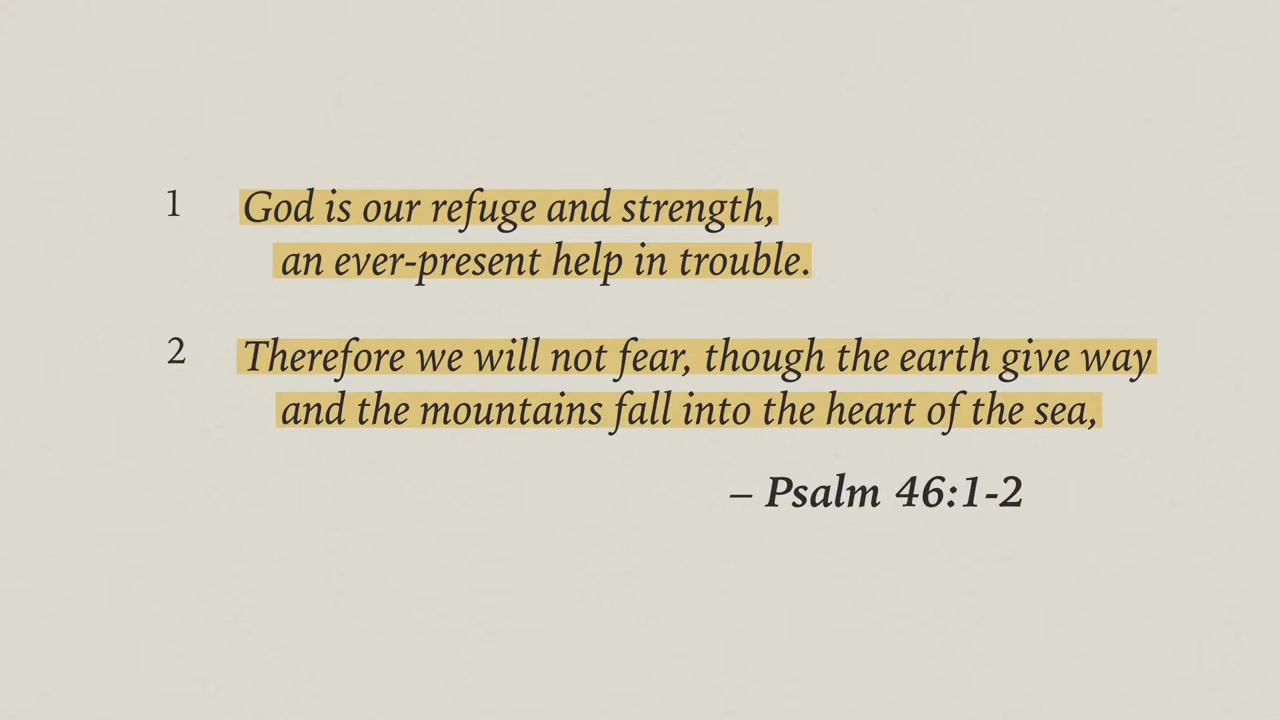 1 God is our refuge and strength,
an ever-present help in trouble.
2 Therefore we will not fear, though the earth give way
and the mountains fall into the heart of the sea,
– Psalm 46:1-2